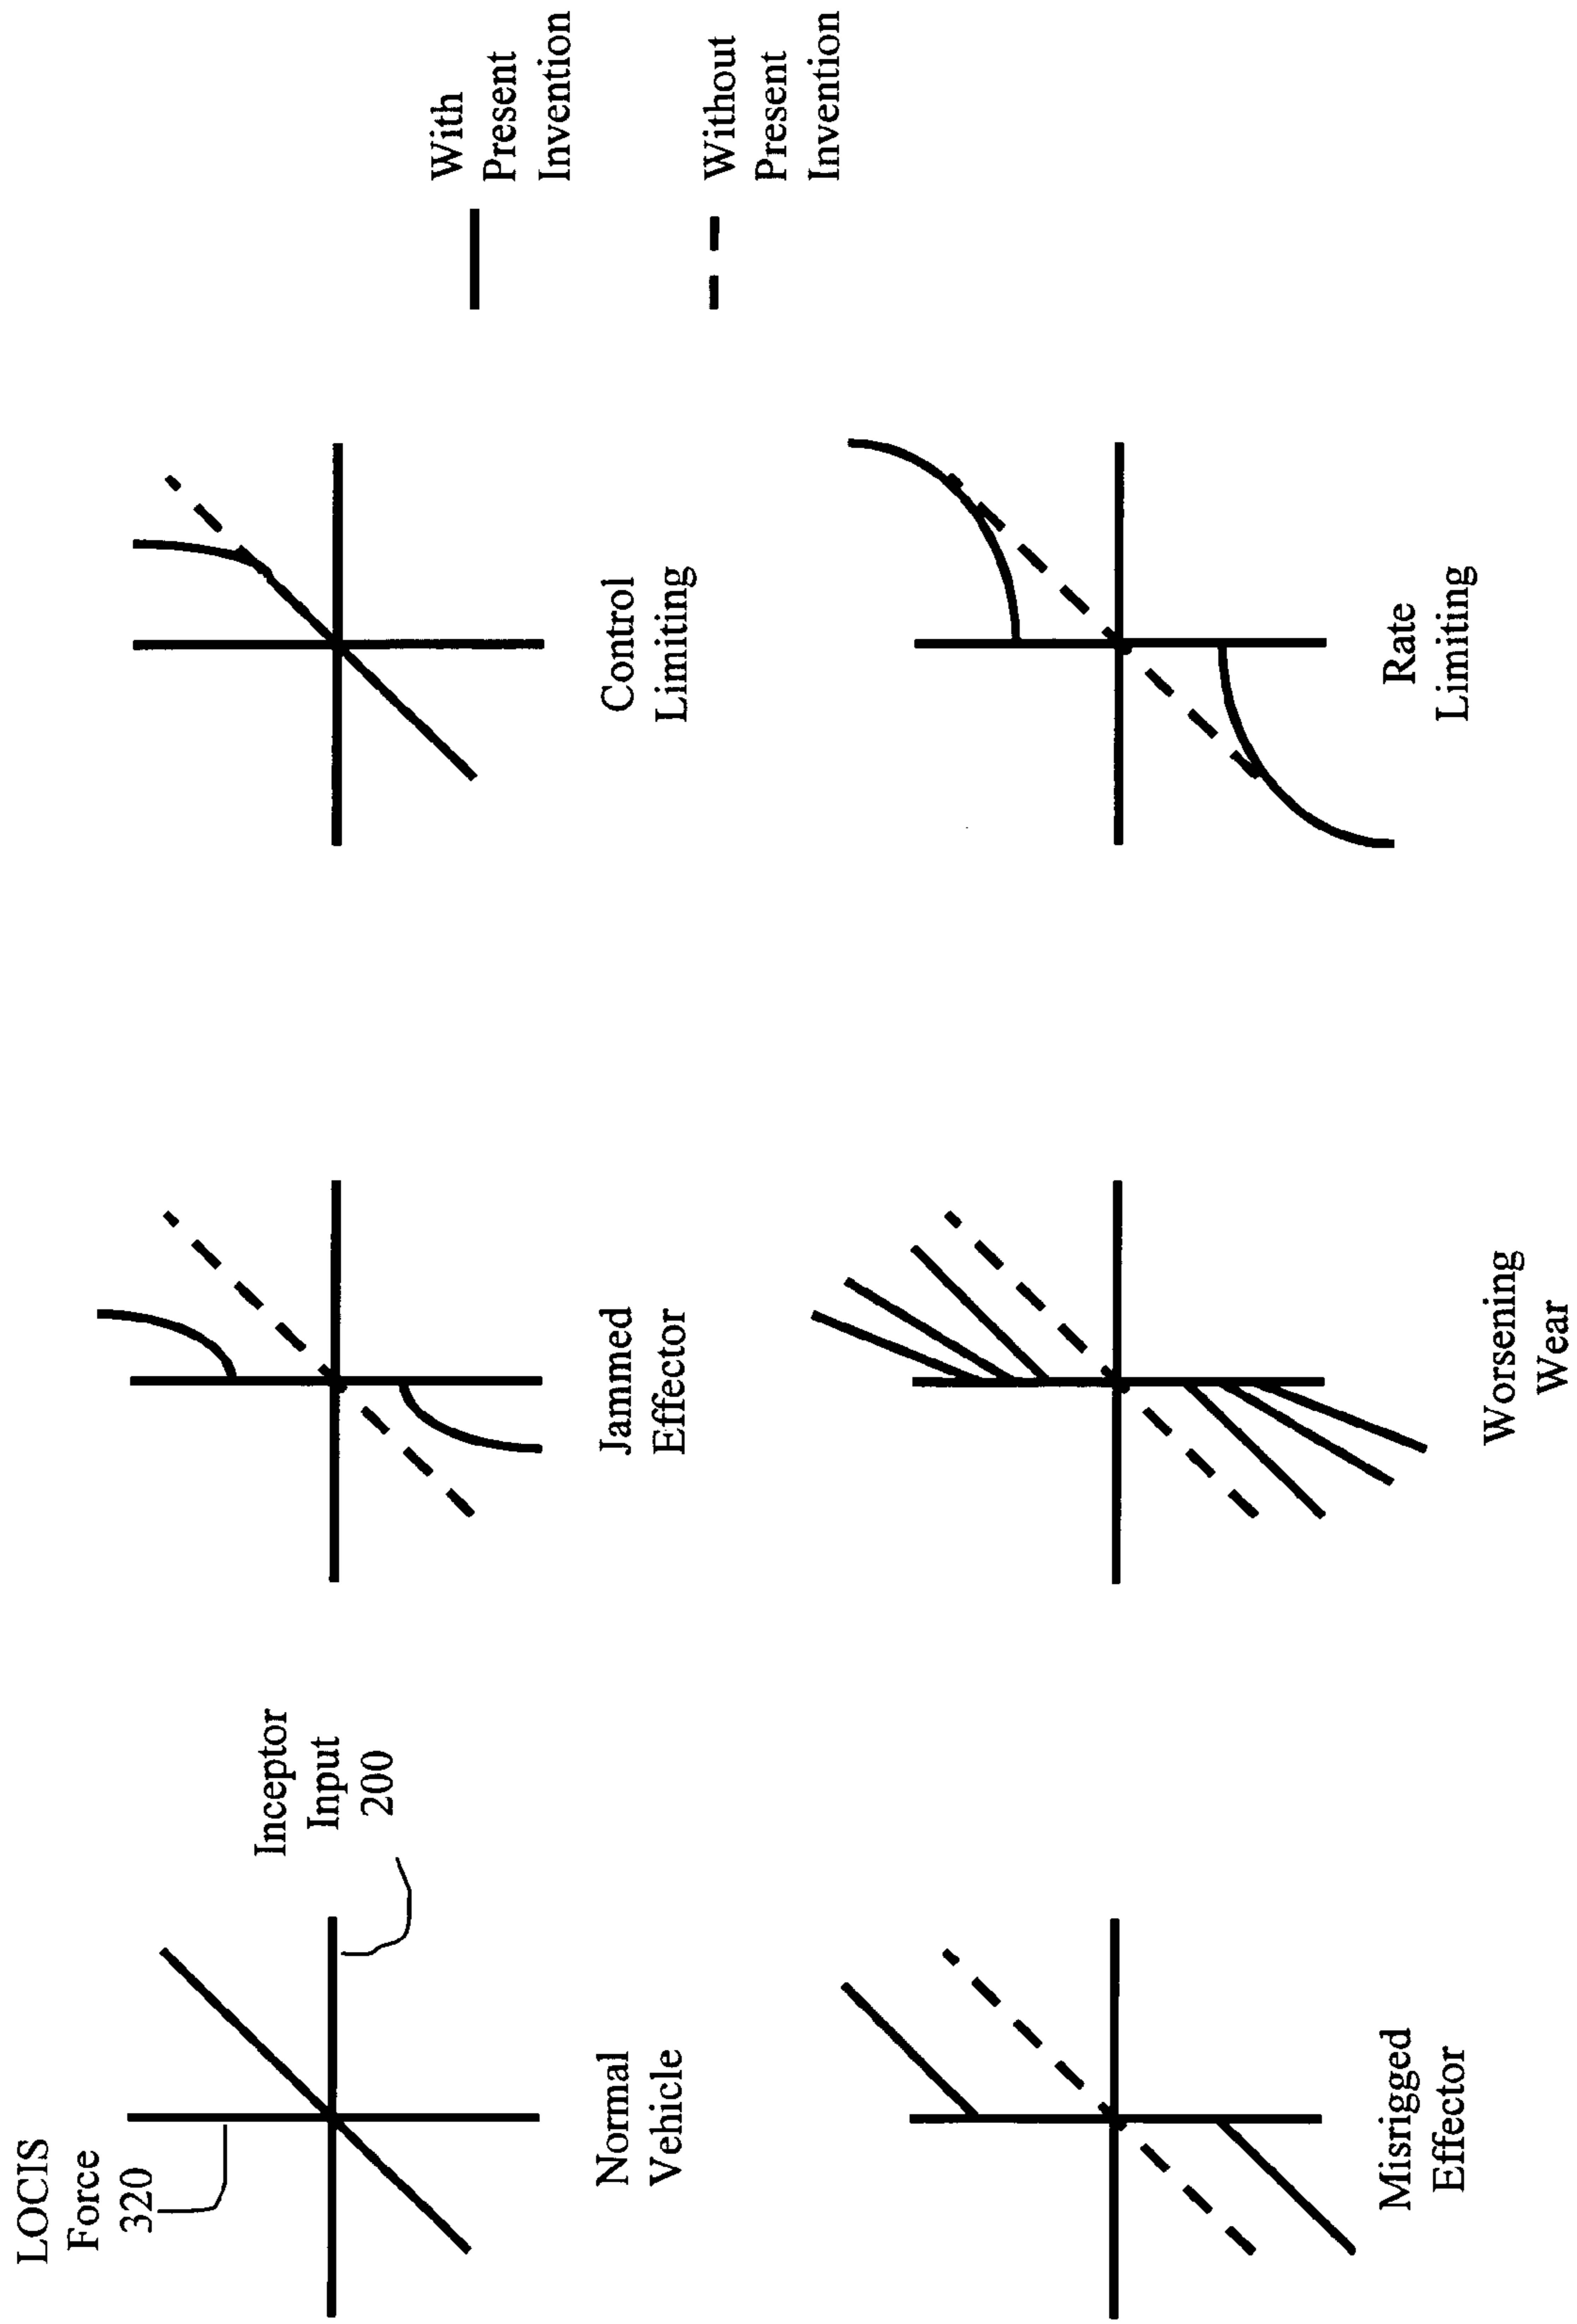 LOCIS
Force
320
Inceptor
Input
200
Normal
Vehicle
Jammed
Effector
Control
Limiting
With
Present
Invention
Without
Present
Invention
Misrigged
Effector
Worsening
Wear
Rate
Limiting